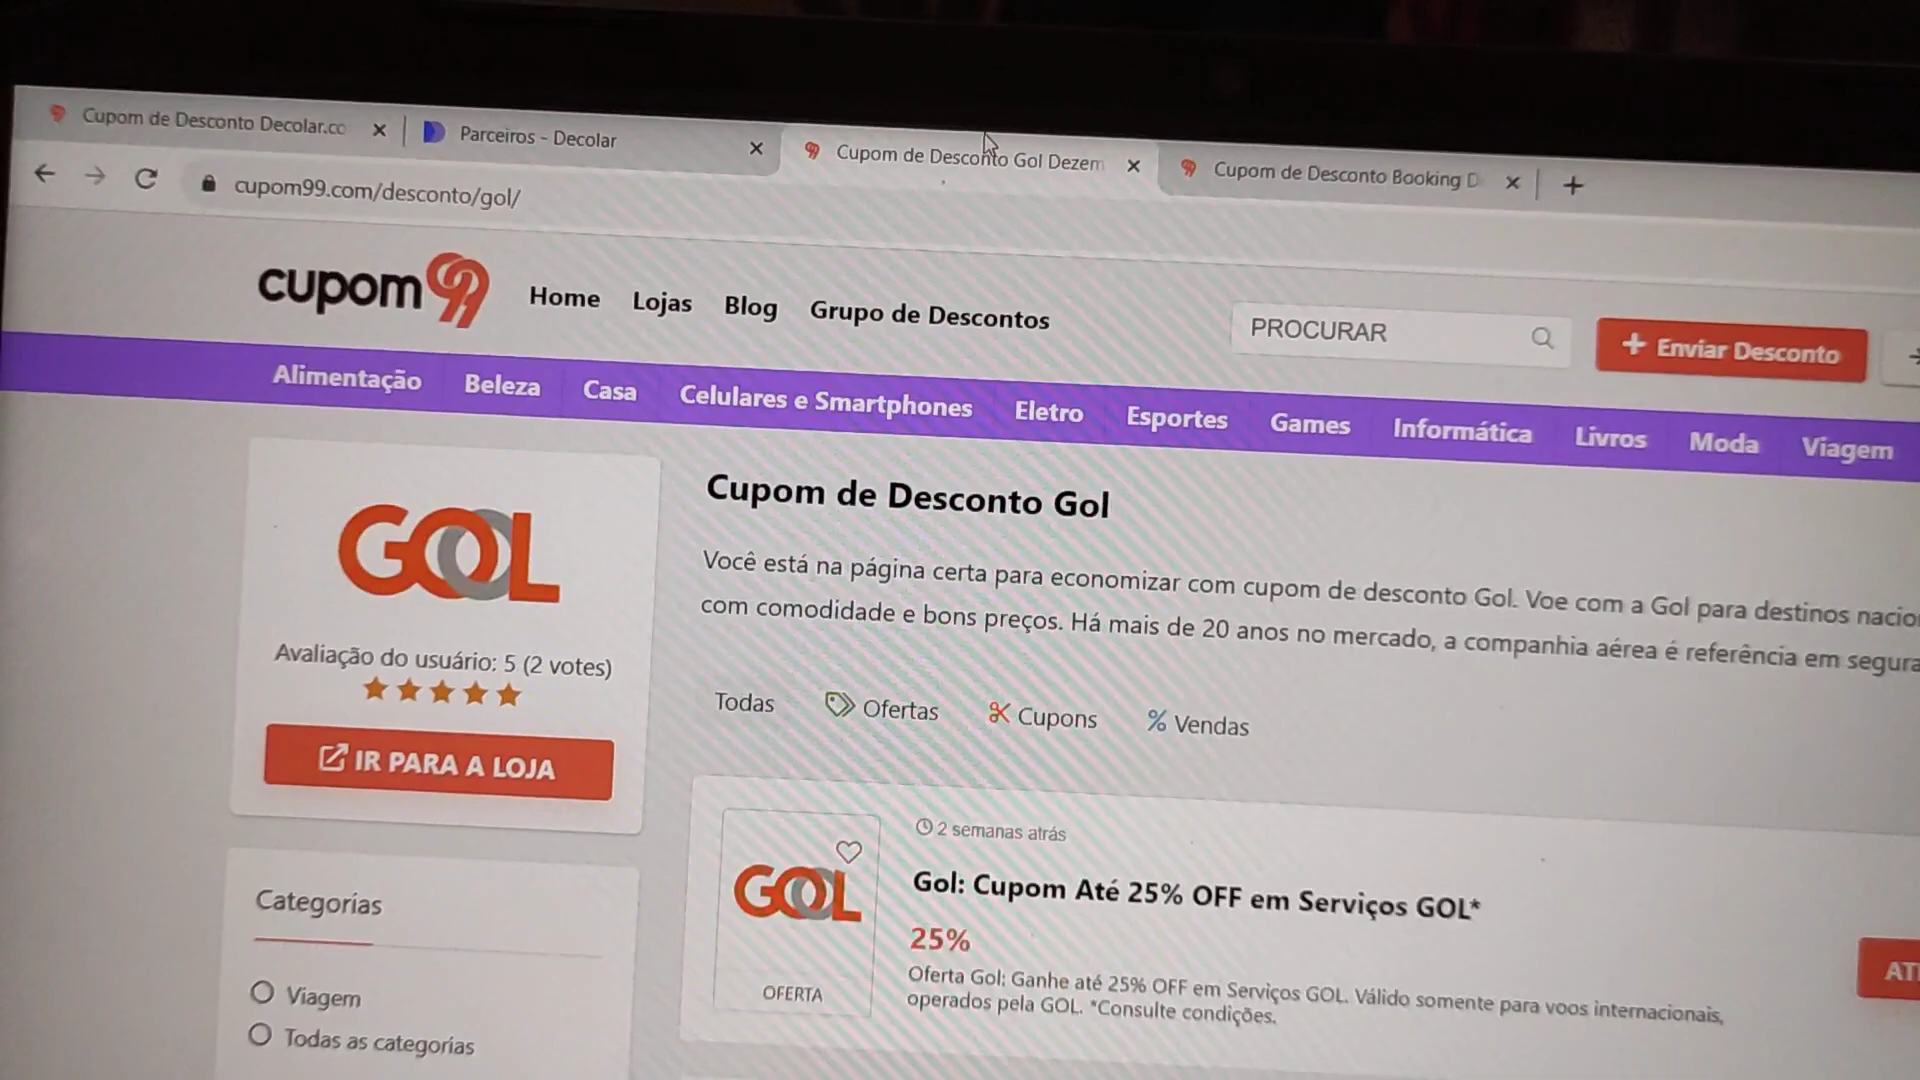 Cupom de Desconto Decolar.co
Parceiros - Decolar
Cupom de Desconto Gol Dezem
Cupom de Desconto Booking D
cupom99.com/desconto/gol/
cupom99
Home
Lojas
Blog
Grupo de Descontos
PROCURAR
+ Enviar Desconto
Alimentação
Beleza
Casa
Celulares e Smartphones
Eletro
Esportes
Games
Informática
Livros
Moda
Viagem
GOL
Avaliação do usuário: 5 (2 votes)
IR PARA A LOJA
Cupom de Desconto Gol
Você está na página certa para economizar com cupom de desconto Gol. Voe com a Gol para destinos nacio
com comodidade e bons preços. Há mais de 20 anos no mercado, a companhia aérea é referência em segura
Todas
Ofertas
Cupons
% Vendas
GOL
OFERTA
2 semanas atrás
Gol: Cupom Até 25% OFF em Serviços GOL*
25%
Oferta Gol: Ganhe até 25% OFF em Serviços GOL. Válido somente para voos internacionais,
operados pela GOL. *Consulte condições.
Categorias
Viagem
Todas as categorias